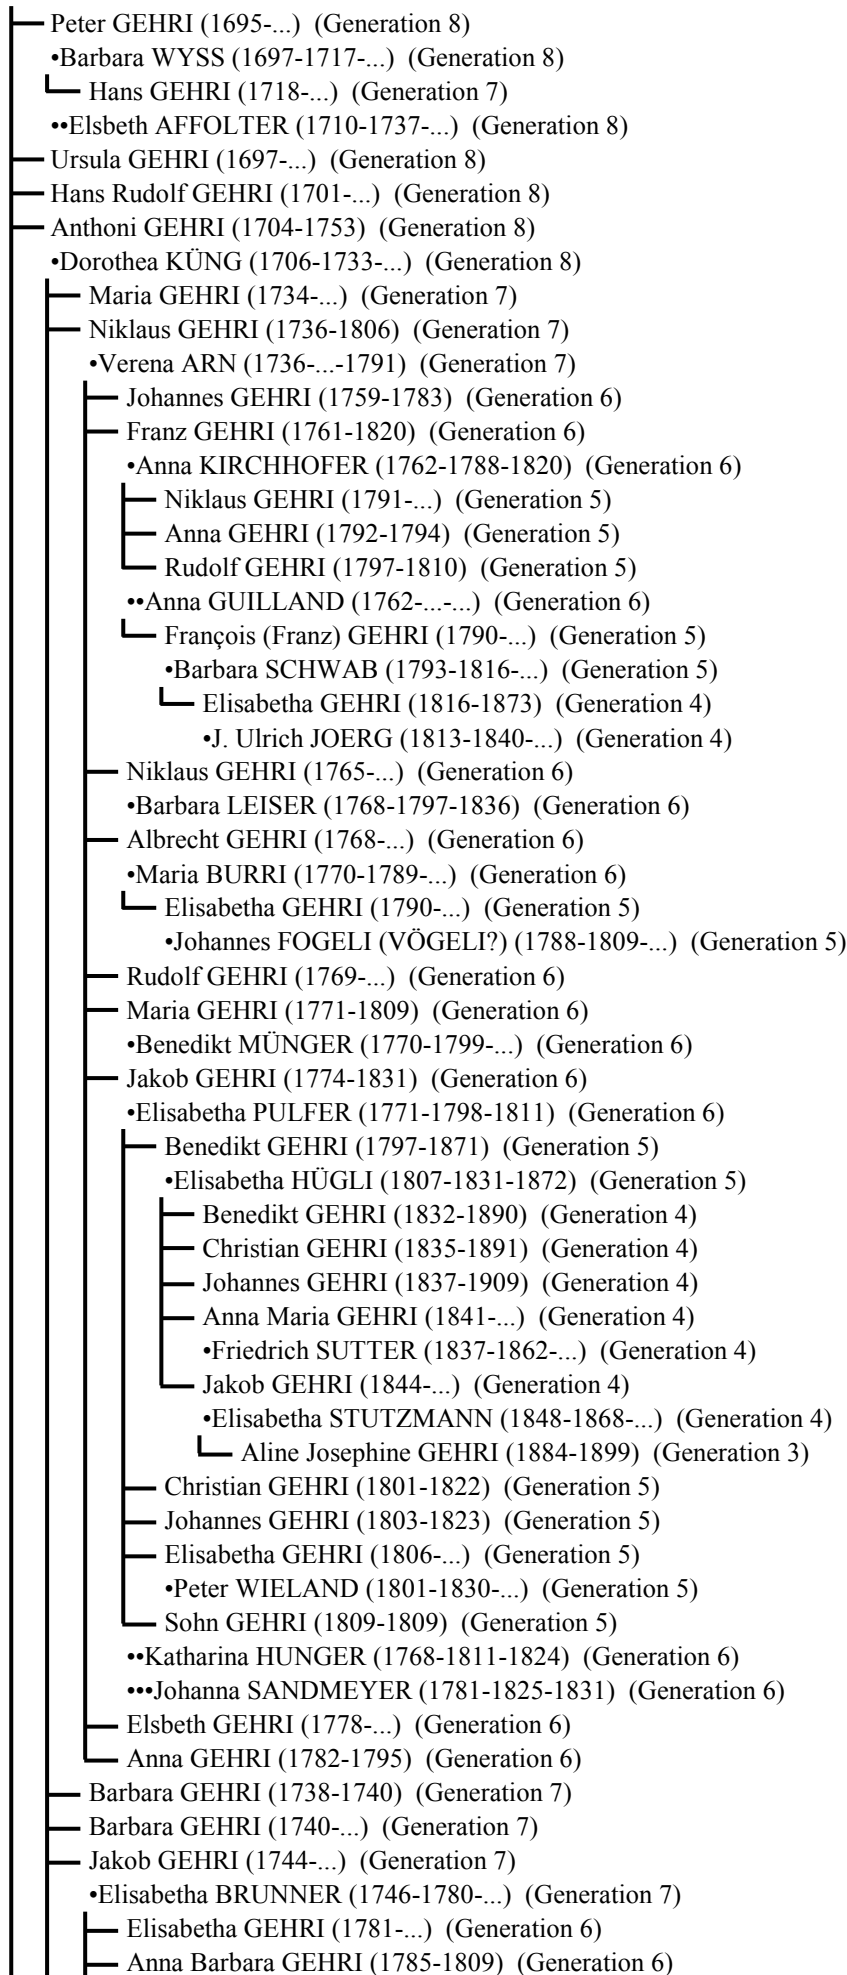 Peter GEHRI (1695-...) (Generation 8)
•Barbara WYSS (1697-1717-...) (Generation 8)
Hans GEHRI (1718-...) (Generation 7)
••Elsbeth AFFOLTER (1710-1737-...) (Generation 8)
Ursula GEHRI (1697-...) (Generation 8)
Hans Rudolf GEHRI (1701-...) (Generation 8)
Anthoni GEHRI (1704-1753) (Generation 8)
•Dorothea KÜNG (1706-1733-...) (Generation 8)
Maria GEHRI (1734-...) (Generation 7)
Niklaus GEHRI (1736-1806) (Generation 7)
•Verena ARN (1736-...-1791) (Generation 7)
Johannes GEHRI (1759-1783) (Generation 6)
Franz GEHRI (1761-1820) (Generation 6)
•Anna KIRCHHOFER (1762-1788-1820) (Generation 6)
Niklaus GEHRI (1791-...) (Generation 5)
Anna GEHRI (1792-1794) (Generation 5)
Rudolf GEHRI (1797-1810) (Generation 5)
••Anna GUILLAND (1762-...-...) (Generation 6)
François (Franz) GEHRI (1790-...) (Generation 5)
•Barbara SCHWAB (1793-1816-...) (Generation 5)
Elisabetha GEHRI (1816-1873) (Generation 4)
•J. Ulrich JOERG (1813-1840-...) (Generation 4)
Niklaus GEHRI (1765-...) (Generation 6)
•Barbara LEISER (1768-1797-1836) (Generation 6)
Albrecht GEHRI (1768-...) (Generation 6)
•Maria BURRI (1770-1789-...) (Generation 6)
Elisabetha GEHRI (1790-...) (Generation 5)
•Johannes FOGELI (VÖGELI?) (1788-1809-...) (Generation 5)
Rudolf GEHRI (1769-...) (Generation 6)
Maria GEHRI (1771-1809) (Generation 6)
•Benedikt MÜNGER (1770-1799-...) (Generation 6)
Jakob GEHRI (1774-1831) (Generation 6)
•Elisabetha PULFER (1771-1798-1811) (Generation 6)
Benedikt GEHRI (1797-1871) (Generation 5)
•Elisabetha HÜGLI (1807-1831-1872) (Generation 5)
Benedikt GEHRI (1832-1890) (Generation 4)
Christian GEHRI (1835-1891) (Generation 4)
Johannes GEHRI (1837-1909) (Generation 4)
Anna Maria GEHRI (1841-...) (Generation 4)
•Friedrich SUTTER (1837-1862-...) (Generation 4)
Jakob GEHRI (1844-...) (Generation 4)
•Elisabetha STUTZMANN (1848-1868-...) (Generation 4)
Aline Josephine GEHRI (1884-1899) (Generation 3)
Christian GEHRI (1801-1822) (Generation 5)
Johannes GEHRI (1803-1823) (Generation 5)
Elisabetha GEHRI (1806-...) (Generation 5)
•Peter WIELAND (1801-1830-...) (Generation 5)
Sohn GEHRI (1809-1809) (Generation 5)
••Katharina HUNGER (1768-1811-1824) (Generation 6)
•••Johanna SANDMEYER (1781-1825-1831) (Generation 6)
Elsbeth GEHRI (1778-...) (Generation 6)
Anna GEHRI (1782-1795) (Generation 6)
Barbara GEHRI (1738-1740) (Generation 7)
Barbara GEHRI (1740-...) (Generation 7)
Jakob GEHRI (1744-...) (Generation 7)
•Elisabetha BRUNNER (1746-1780-...) (Generation 7)
Elisabetha GEHRI (1781-...) (Generation 6)
Anna Barbara GEHRI (1785-1809) (Generation 6)